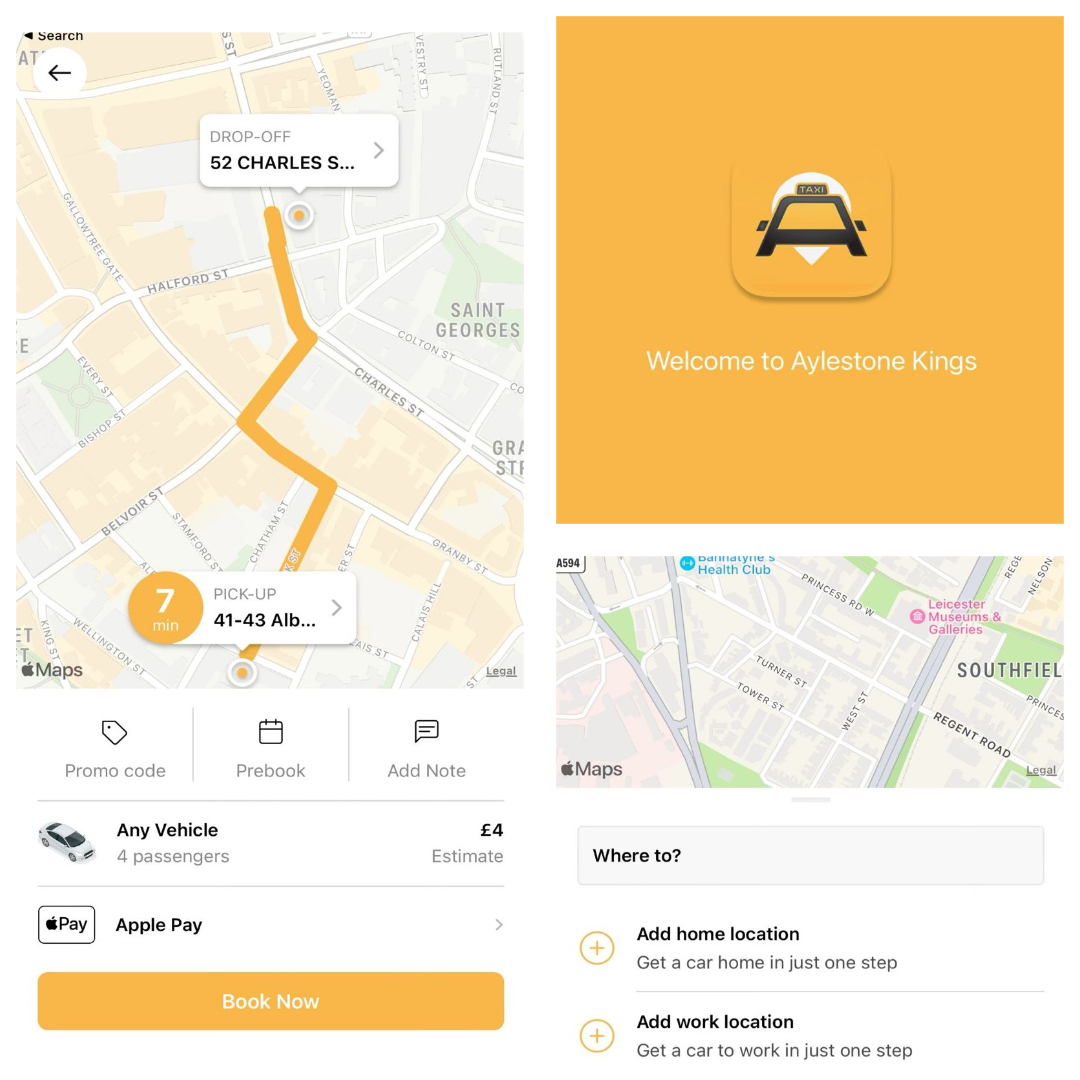 ◀ Search
S ST
VESTRY ST
RUTLAND ST
YEOMAN
DROP-OFF
52 CHARLES S...
GALLOWTREE GATE
HALFORD ST
SAINT
GEORGES
COLTON ST
EVERY ST
CHARLES ST
BISHOP ST
BELVOIR ST
STAMFORD
CHATHAM ST
GRANBY ST
7
min
PICK-UP
41-43 Alb...
CALAIS HILL
WELLINGTON ST
KING ST
Maps
Legal
Promo code
Prebook
Add Note
Any Vehicle
£4
4 passengers
Estimate
Pay
Apple Pay
Book Now
TAXI
Welcome to Aylestone Kings
A594
Bannatyne's
Health Club
PRINCESS RD W
NELSON
Leicester
Museums &
Galleries
TURNER ST
SOUTHFIEL
TOWER ST
WEST ST
REGENT ROAD
Maps
Legal
Where to?
Add home location
Get a car home in just one step
Add work location
Get a car to work in just one step